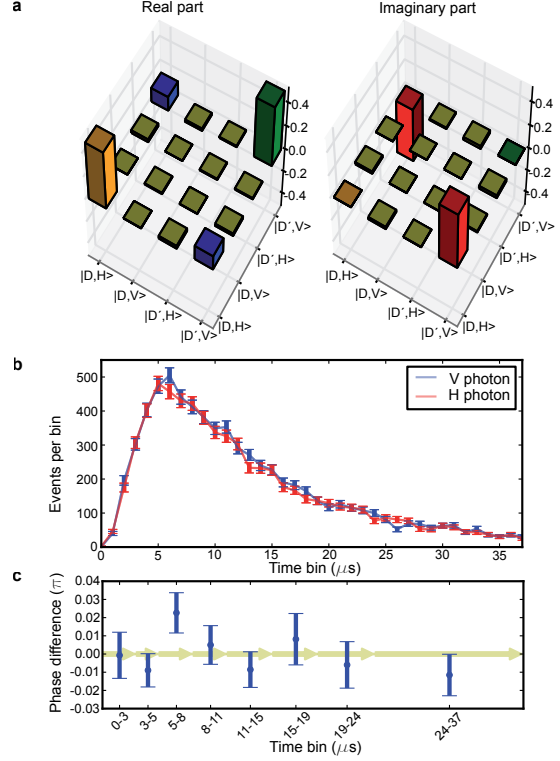 a
Real part
Imaginary part
0.4
0.2
0.0
-0.2
-0.4
|D,H>
|D,V>
|D´,H>
|D´,V>
|D,H>
|D,V>
|D´,H>
|D´,V>
0.4
0.2
0.0
-0.2
-0.4
|D,H>
|D,V>
|D´,H>
|D´,V>
|D,H>
|D,V>
|D´,H>
|D´,V>
b
Events per bin
500
400
300
200
100
0
V photon
H photon
0 5 10 15 20 25 30 35
Time bin (μs)
c
Phase difference (π)
0.04
0.03
0.02
0.01
0.00
-0.01
-0.02
-0.03
0-3 3-5 5-8 8-11 11-15 15-19 19-24 24-37
Time bin (μs)